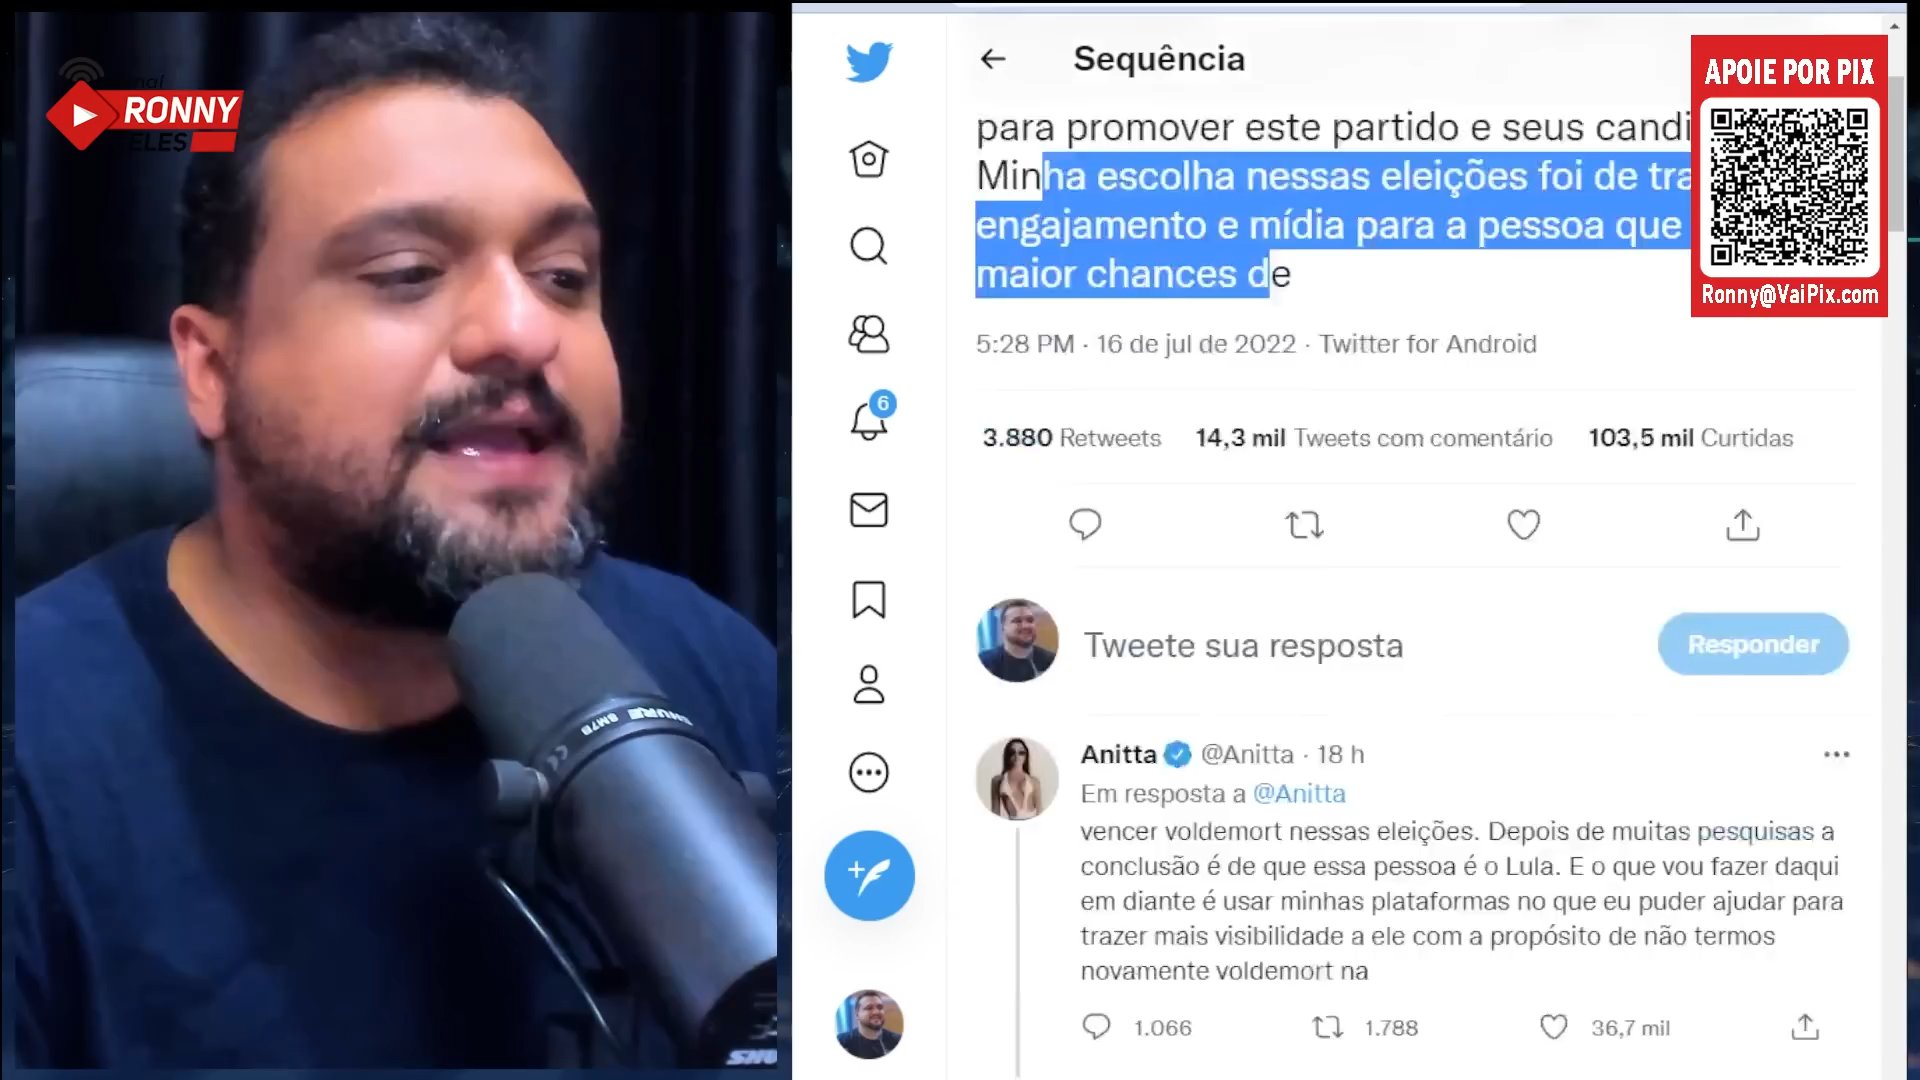 nal
RONNY
ELES
SHURE SM7B
SHU
6
Sequência
para promover este partido e seus candi
Minha escolha nessas eleições foi de tra
engajamento e mídia para a pessoa que
maior chances de
5:28 PM · 16 de jul de 2022 · Twitter for Android
3.880 Retweets 14,3 mil Tweets com comentário 103,5 mil Curtidas
Tweete sua resposta
Responder
Anitta @Anitta · 18 h
Em resposta a @Anitta
vencer voldemort nessas eleições. Depois de muitas pesquisas a
conclusão é de que essa pessoa é o Lula. E o que vou fazer daqui
em diante é usar minhas plataformas no que eu puder ajudar para
trazer mais visibilidade a ele com a propósito de não termos
novamente voldemort na
1.066 1.788 36,7 mil
APOIE POR PIX
Ronny@VaiPix.com